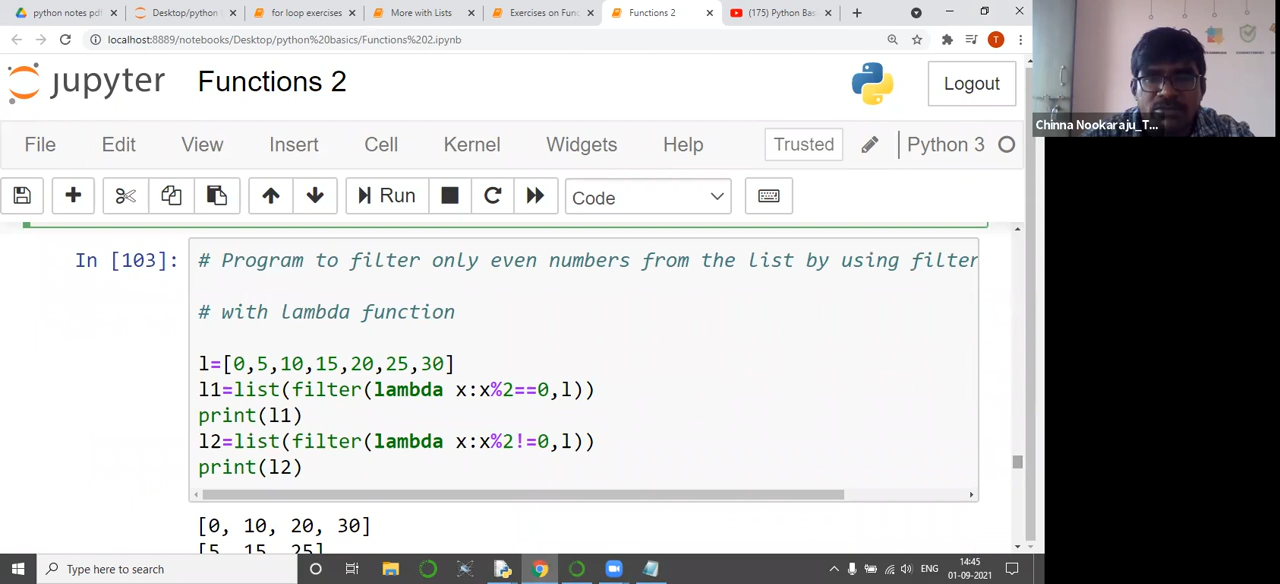 python notes pdf
Desktop/python
for loop exercises
More with Lists
Exercises on Func
Functions 2
(175) Python Bas
localhost:8889/notebooks/Desktop/python%20basics/Functions%202.ipynb
T
jupyter Functions 2
Logout
Chinna Nookaraju_T...
File Edit View Insert Cell Kernel Widgets Help Trusted Python 3
Run Code
In [103]: # Program to filter only even numbers from the list by using filter
# with lambda function
l=[0,5,10,15,20,25,30]
l1=list(filter(lambda x:x%2==0,l))
print(l1)
l2=list(filter(lambda x:x%2!=0,l))
print(l2)
[0, 10, 20, 30]
[5, 15, 25]
Type here to search
ENG
14:45
01-09-2021